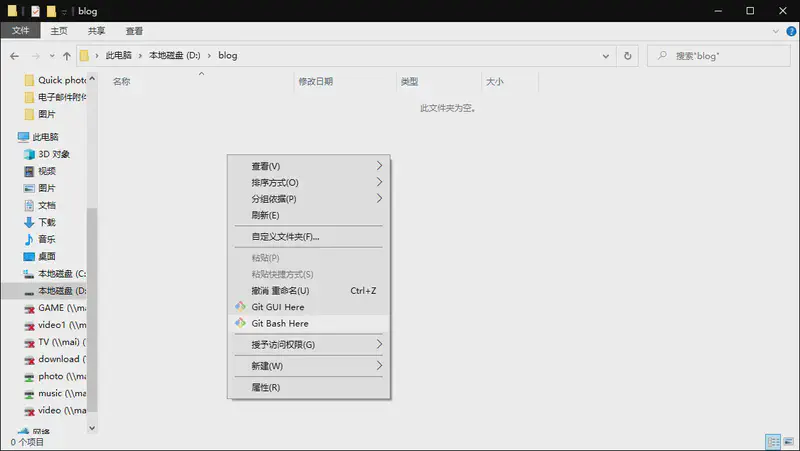 blog
文件 主页 共享 查看
此电脑 本地磁盘 (D:) blog
搜索"blog"
名称 修改日期 类型 大小
此文件夹为空。
Quick photo
电子邮件附件
图片
此电脑
3D 对象
视频
图片
文档
下载
音乐
桌面
本地磁盘 (C:
本地磁盘 (D:
GAME (\\mai)
video1 (\\mai
TV (\\mai) (Z
download (\\
photo (\\mai)
music (\\mai)
video (\\mai)
网络
查看(V)
排序方式(O)
分组依据(P)
刷新(E)
自定义文件夹(F)...
粘贴(P)
粘贴快捷方式(S)
撤消 重命名(U) Ctrl+Z
Git GUI Here
Git Bash Here
授予访问权限(G)
新建(W)
属性(R)
0 个项目